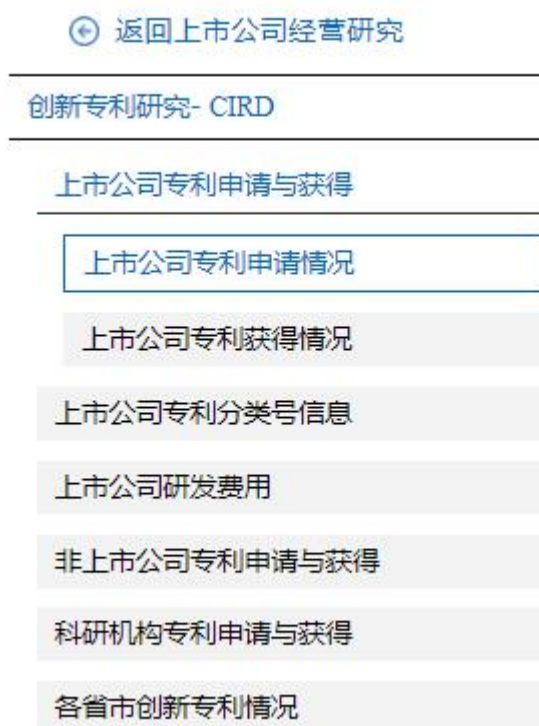 返回上市公司经营研究
创新专利研究- CIRD
上市公司专利申请与获得
上市公司专利申请情况
上市公司专利获得情况
上市公司专利分类号信息
上市公司研发费用
非上市公司专利申请与获得
科研机构专利申请与获得
各省市创新专利情况